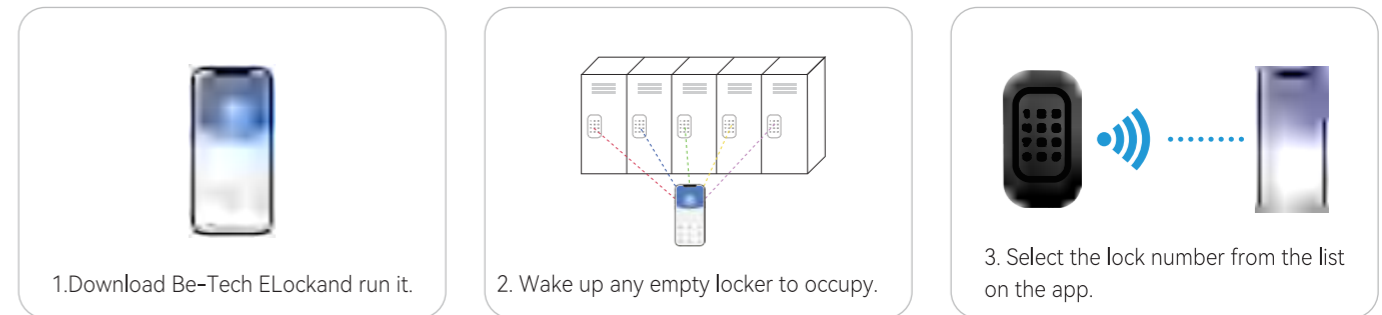 1.Download Be-Tech ELockand run it.
2. Wake up any empty locker to occupy.
3. Select the lock number from the list
on the app.